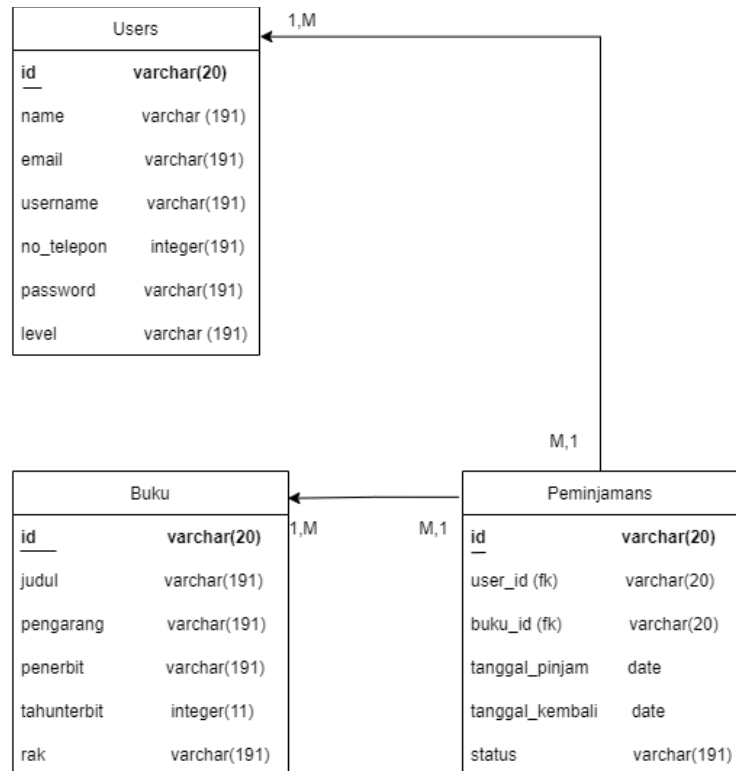 Users
1,M
id varchar(20)
name varchar (191)
email varchar(191)
username varchar(191)
no_telepon integer(191)
password varchar(191)
level varchar (191)
M,1
Buku
1,M
M,1
id varchar(20)
judul varchar(191)
pengarang varchar(191)
penerbit varchar(191)
tahunterbit integer(11)
rak varchar(191)
Peminjamans
id varchar(20)
user_id (fk) varchar(20)
buku_id (fk) varchar(20)
tanggal_pinjam date
tanggal_kembali date
status varchar(191)